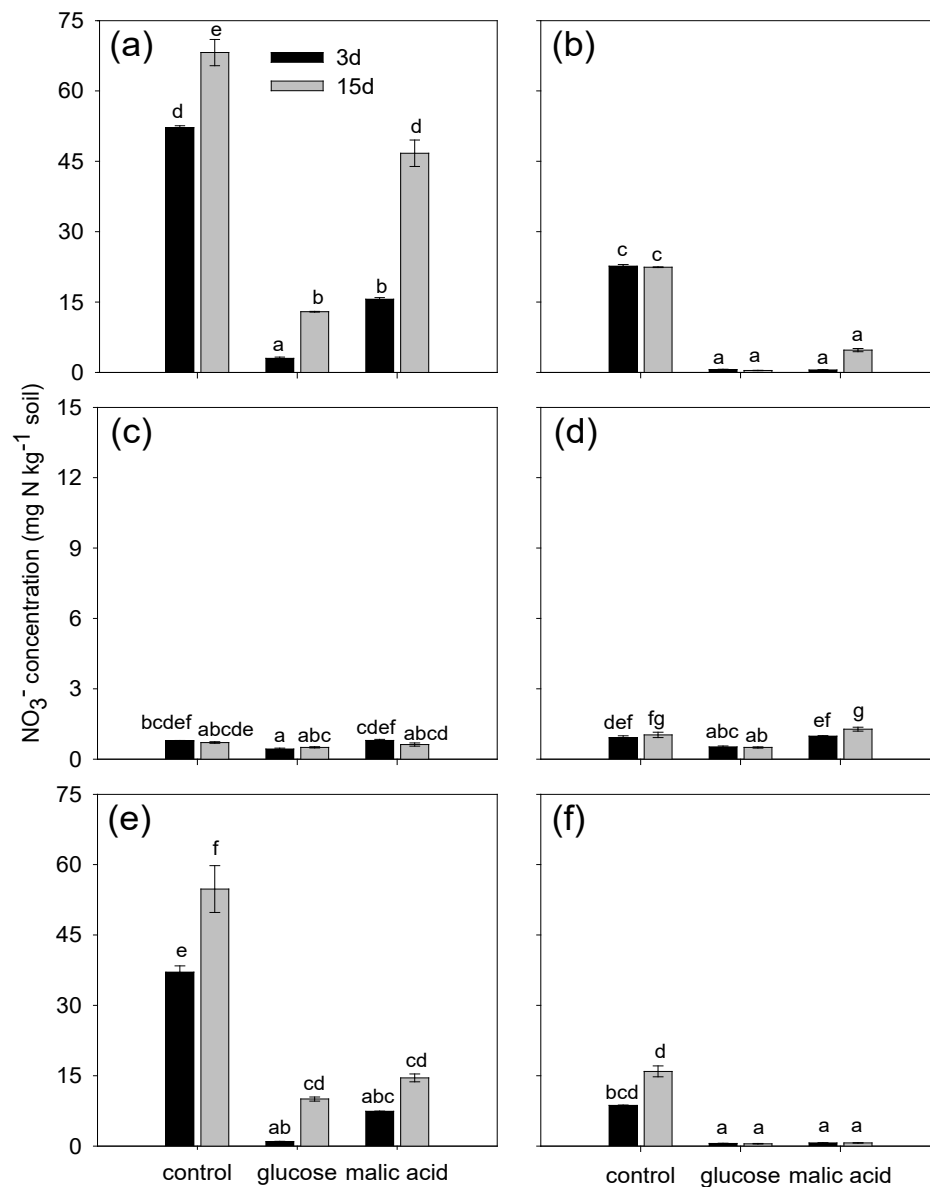 NO3- concentration (mg N kg-1 soil)
(a)
3d
15d
75
60
45
30
15
0
d
e
a
b
b
d
(b)
c
c
a
a
a
a
(c)
15
12
9
6
3
0
bcdef
abcde
a
abc
cdef
abcd
(d)
def
fg
abc
ab
ef
g
(e)
75
60
45
30
15
0
e
f
ab
cd
abc
cd
(f)
bcd
d
a
a
a
a
control glucose malic acid
control glucose malic acid